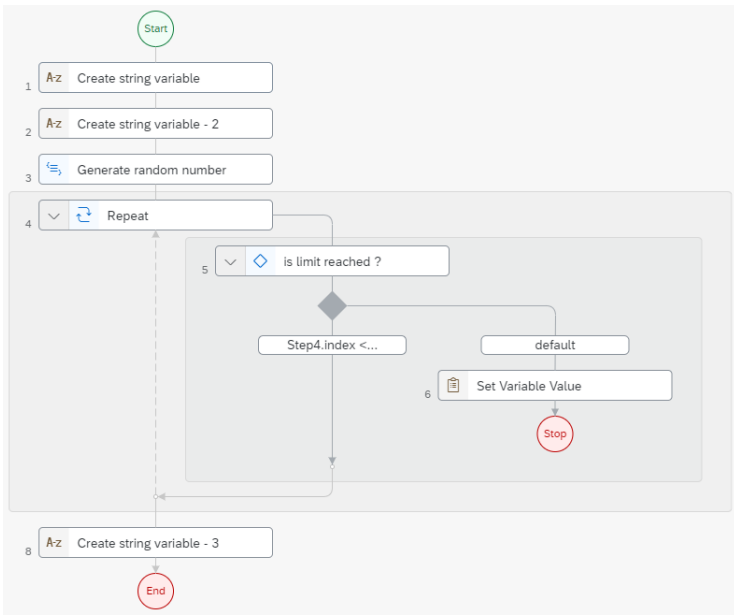 Start
1 A-z Create string variable
2 A-z Create string variable - 2
3 Generate random number
4 Repeat
5 is limit reached ?
Step4.index <... default
6 Set Variable Value
Stop
8 A-z Create string variable - 3
End